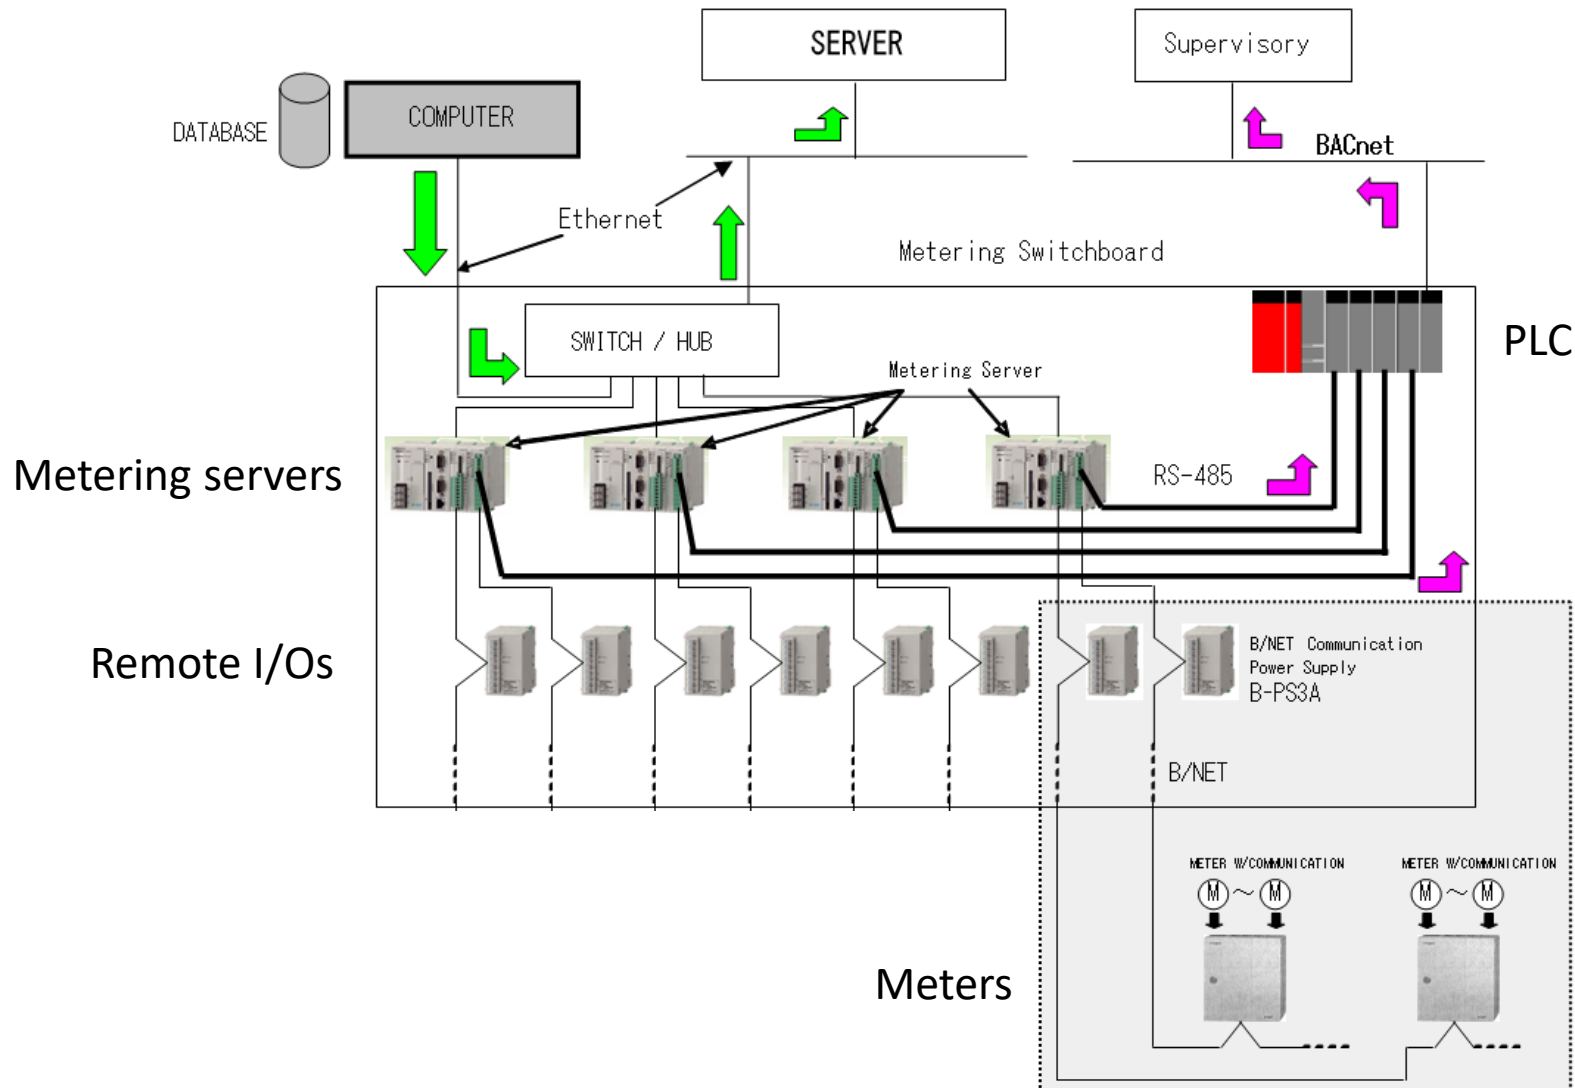 SERVER
Supervisory
COMPUTER
DATABASE
BACnet
Ethernet
Metering Switchboard
SWITCH / HUB
PLC
Metering Server
Metering servers
RS-485
Remote I/Os
B/NET Communication
Power Supply
B-PS3A
B/NET
METER W/COMMUNICATION
METER W/COMMUNICATION
M ~ M
M ~ M
Meters